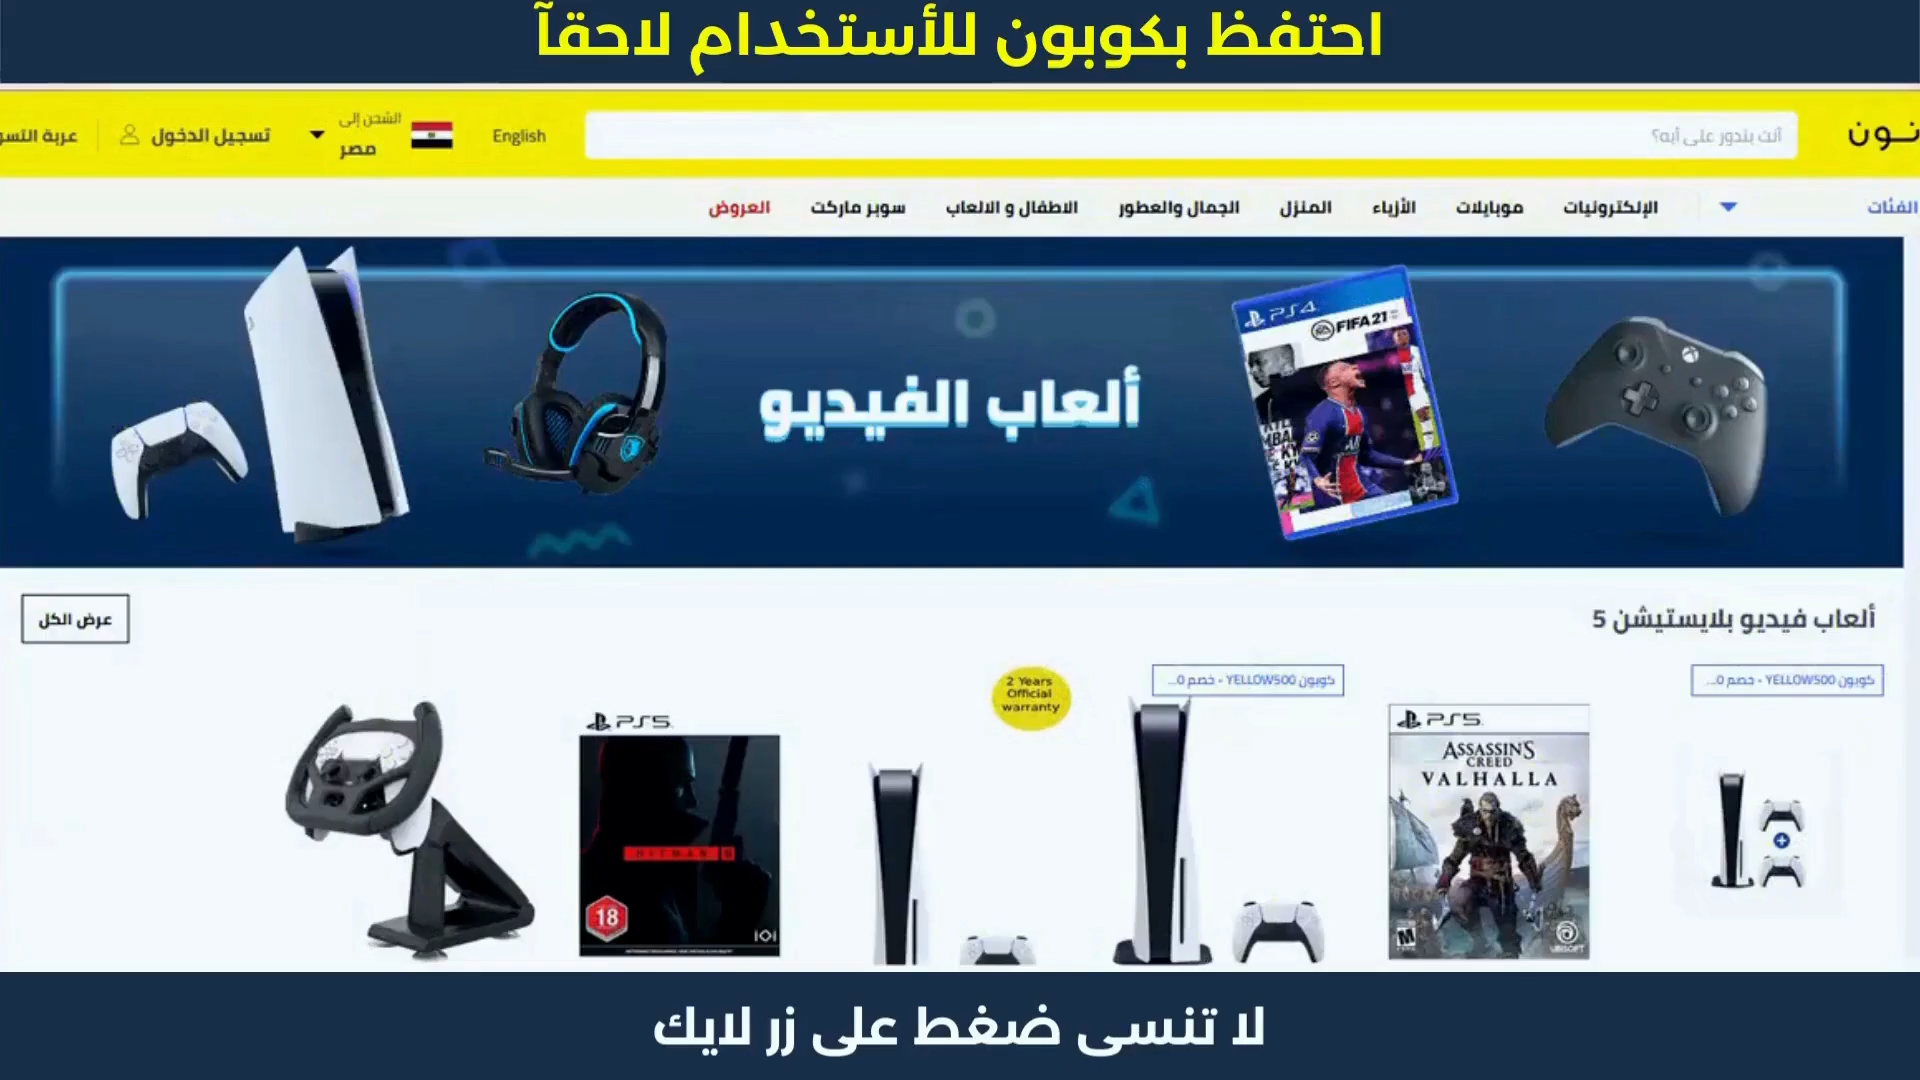 احتفظ بكوبون للأستخدام لاحقآ
نون
أنت بتدور على أيه؟
English
الشحن إلى
مصر
تسجيل الدخول
عربة التسو
الفئات
الإلكترونيات
موبايلات
الأزياء
المنزل
الجمال والعطور
الاطفال و الالعاب
سوبر ماركت
العروض
PS4
FIFA 21
ألعاب الفيديو
ألعاب فيديو بلايستيشن 5
عرض الكل
كوبون YELLOW500 - خصم 0...
كوبون YELLOW500 - خصم 0...
2 Years
Official
warranty
PS5
ASSASSIN'S
CREED
VALHALLA
M
UBISOFT
PS5
HITMAN
18
IOI
لا تنسى ضغط على زر لايك